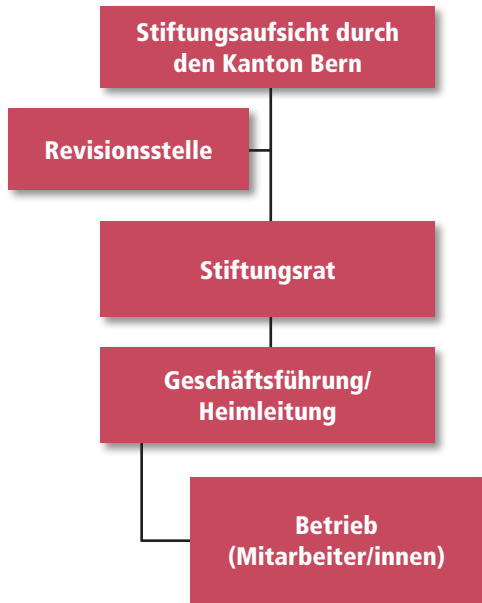 Stiftungsaufsicht durch
den Kanton Bern
Revisionsstelle
Stiftungsrat
Geschäftsführung/
Heimleitung
Betrieb
(Mitarbeiter/innen)